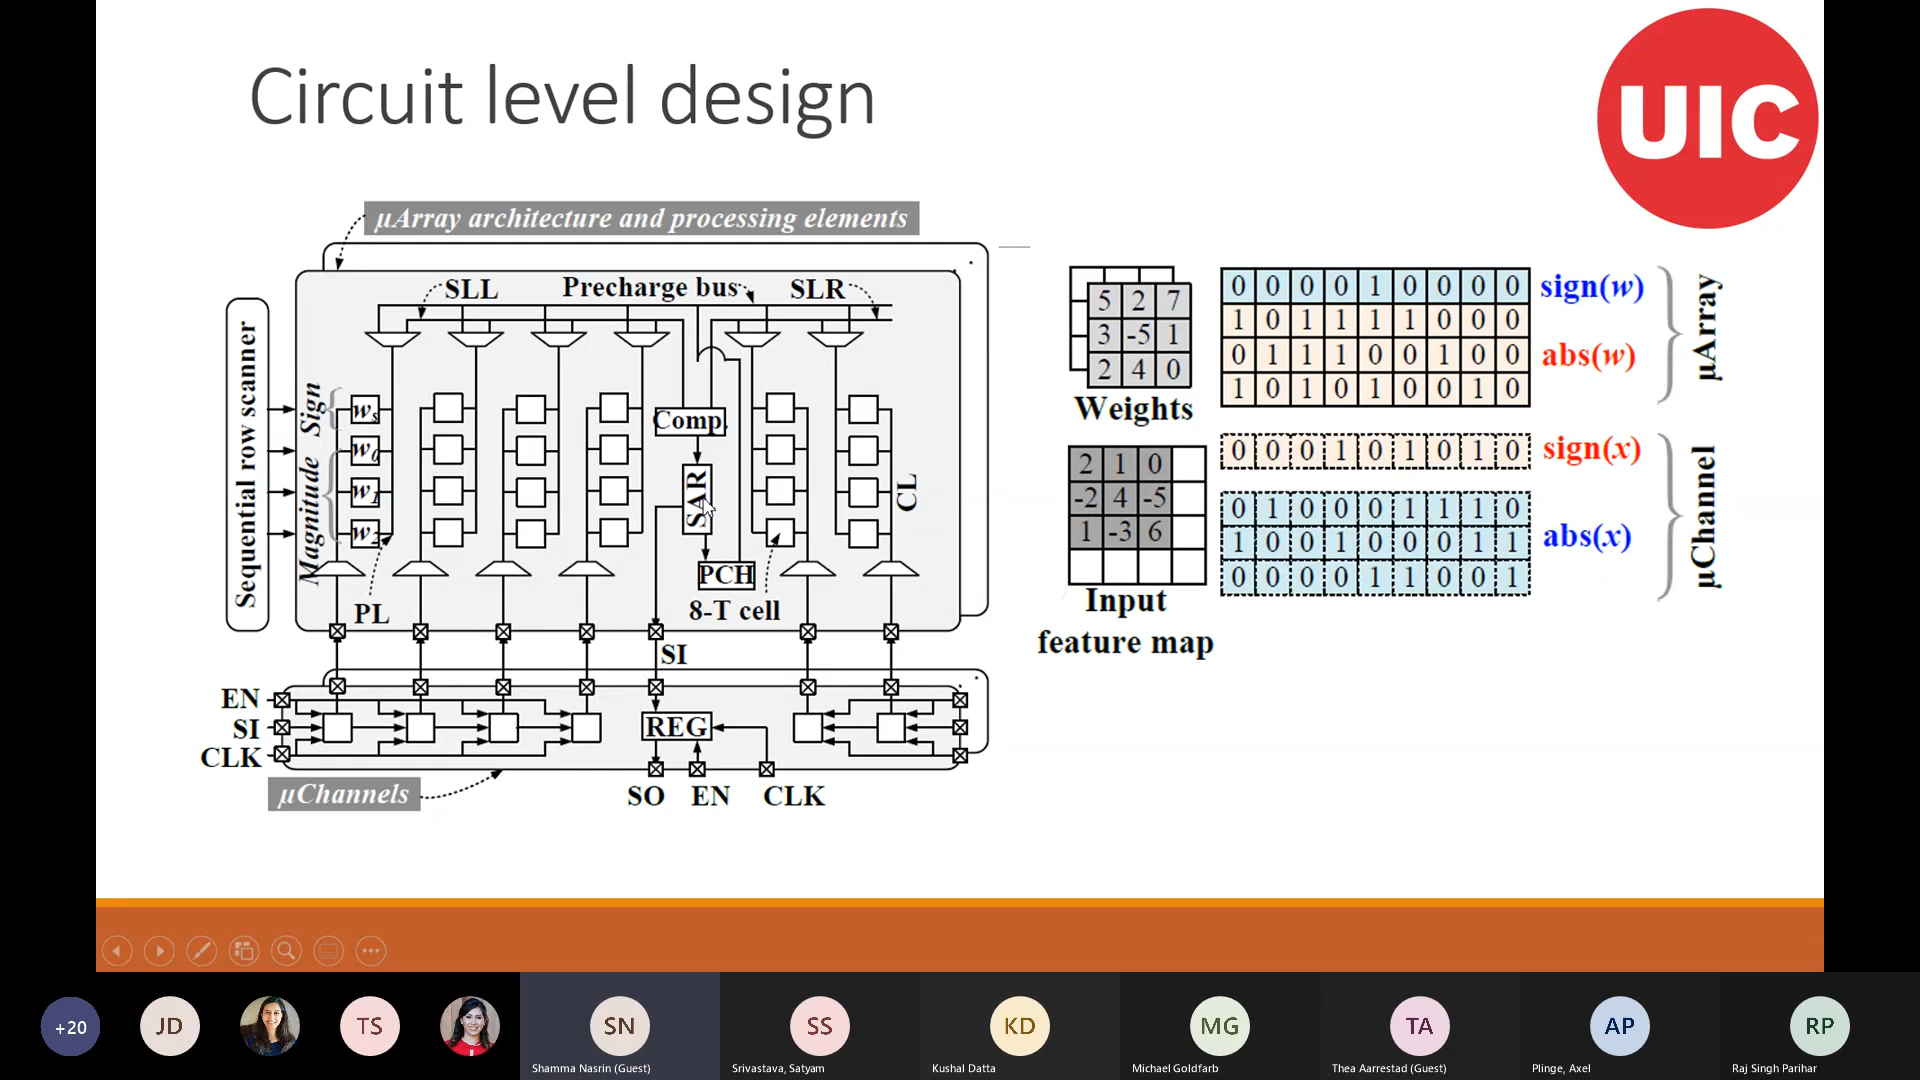 Circuit level design
UIC
μArray architecture and processing elements
SLL
Precharge bus
SLR
Sequential row scanner
Sign
Magnitude
ws
w0
w1
w2
Comp.
SAR
PCH
CL
PL
8-T cell
SI
EN
SI
CLK
REG
μChannels
SO
EN
CLK
5 2 7
3 -5 1
2 4 0
Weights
2 1 0
-2 4 -5
1 -3 6
Input
feature map
0 0 0 0 1 0 0 0 0 sign(w)
1 0 1 1 1 1 0 0 0
0 1 1 1 0 0 1 0 0 abs(w)
1 0 1 0 1 0 0 1 0
μArray
0 0 0 1 0 1 0 1 0 sign(x)
0 1 0 0 0 1 1 1 0
1 0 0 1 0 0 0 1 1 abs(x)
0 0 0 0 1 1 0 0 1
μChannel
+20
JD
TS
SN
SS
KD
MG
TA
AP
RP
Shamma Nasrin (Guest)
Srivastava, Satyam
Kushal Datta
Michael Goldfarb
Thea Aarrestad (Guest)
Plinge, Axel
Raj Singh Parihar